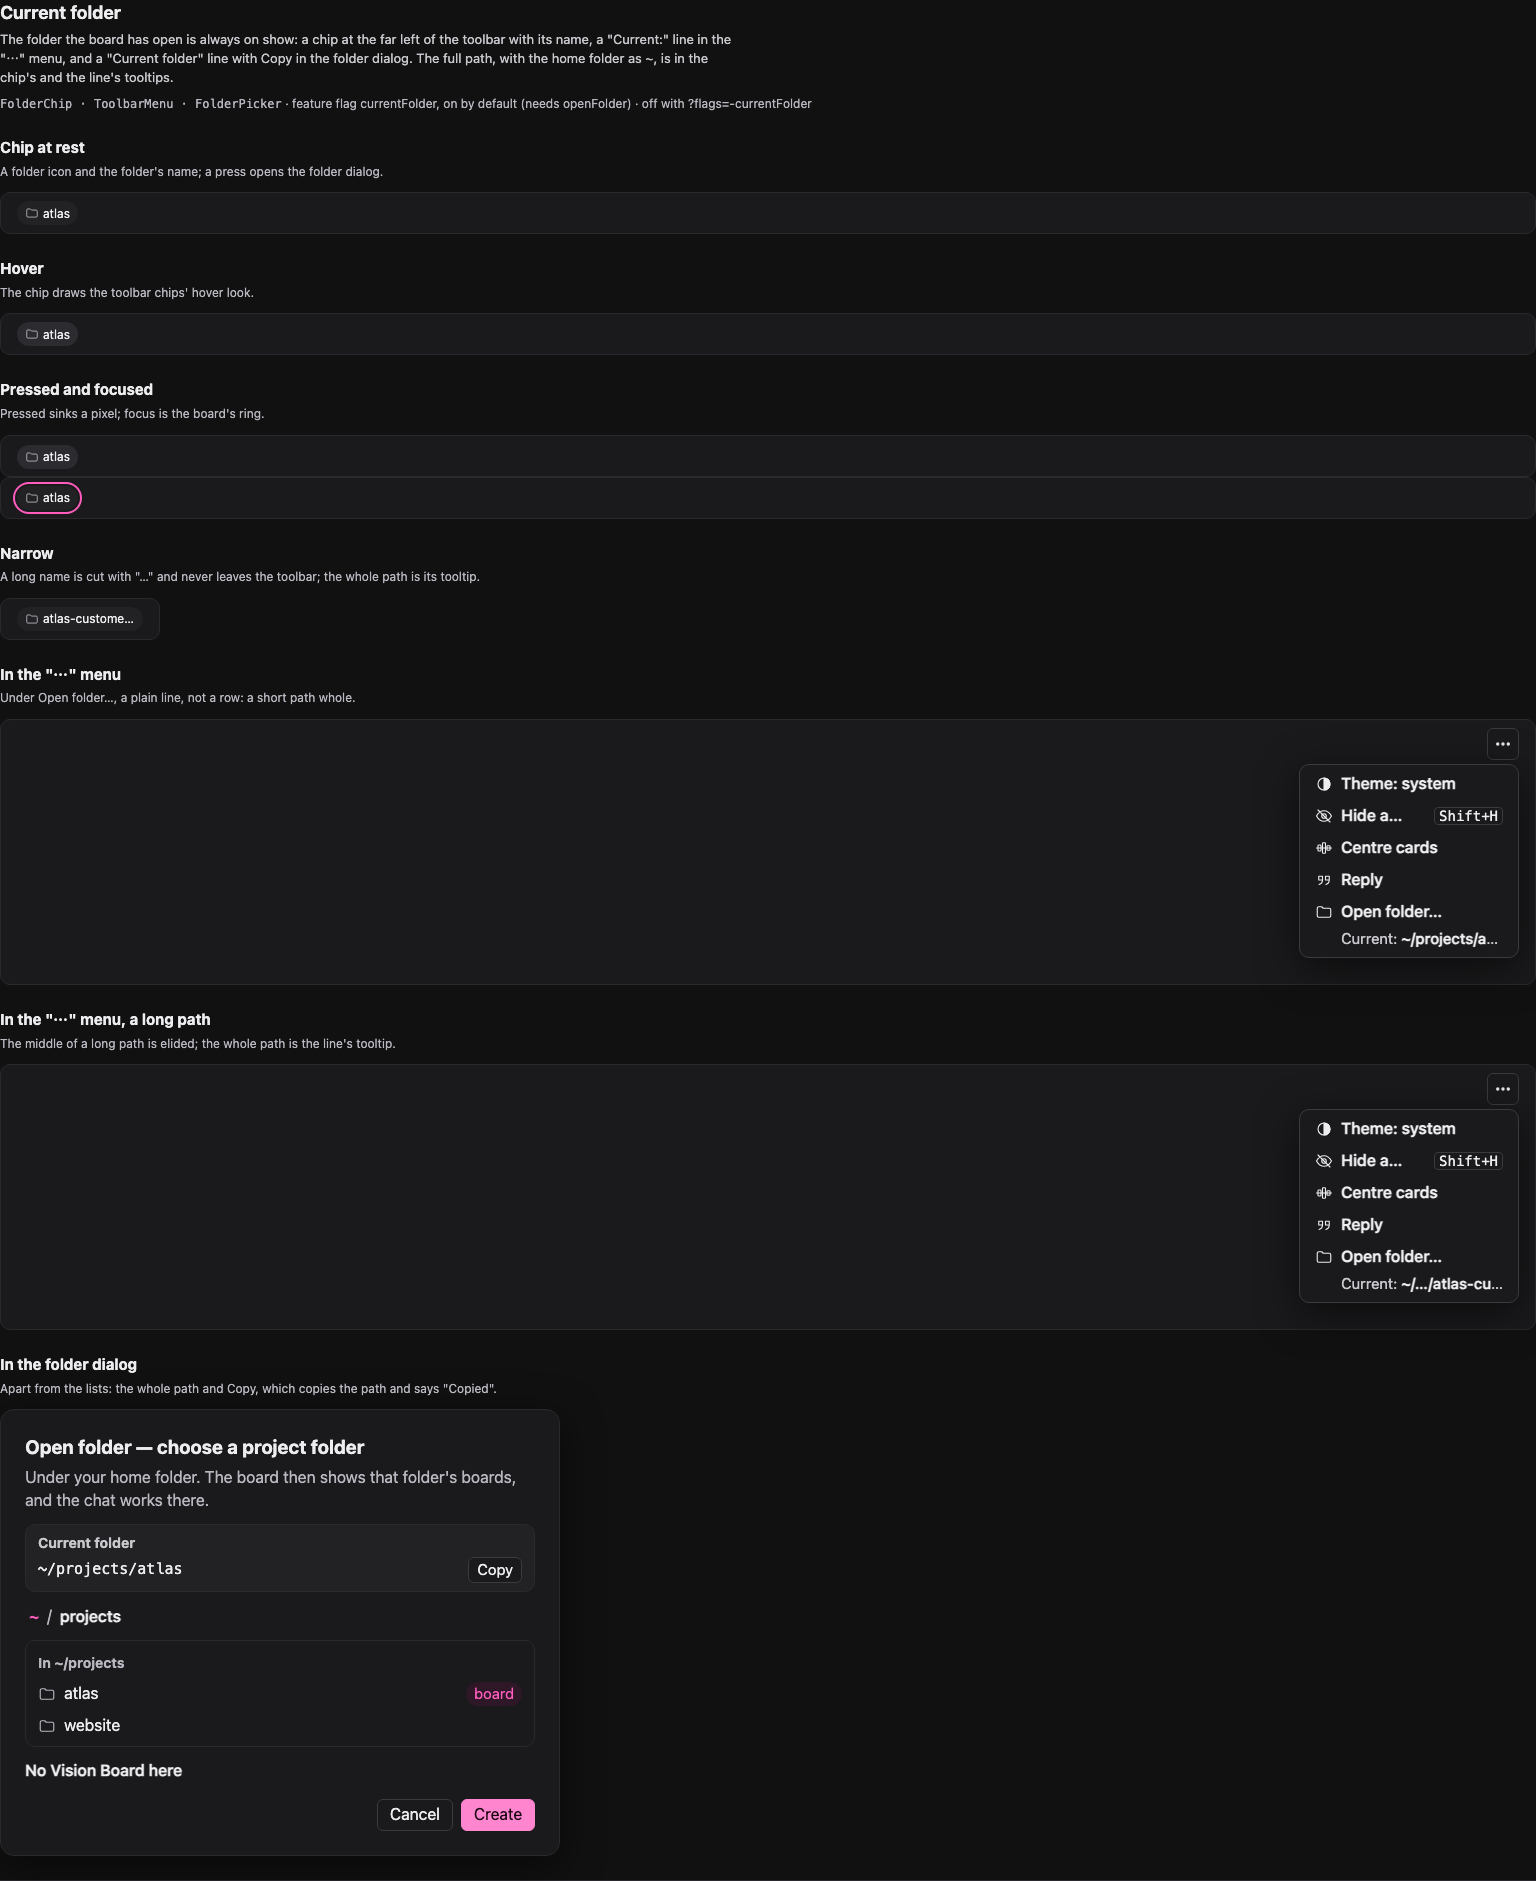 Current folder
The folder the board has open is always on show: a chip at the far left of the toolbar with its name, a "Current:" line in the
"···" menu, and a "Current folder" line with Copy in the folder dialog. The full path, with the home folder as ~, is in the
chip's and the line's tooltips.
FolderChip · ToolbarMenu · FolderPicker · feature flag currentFolder, on by default (needs openFolder) · off with ?flags=-currentFolder
Chip at rest
A folder icon and the folder's name; a press opens the folder dialog.
atlas
Hover
The chip draws the toolbar chips' hover look.
atlas
Pressed and focused
Pressed sinks a pixel; focus is the board's ring.
atlas
atlas
Narrow
A long name is cut with "…" and never leaves the toolbar; the whole path is its tooltip.
atlas-custome…
In the "···" menu
Under Open folder…, a plain line, not a row: a short path whole.
Theme: system
Hide a… Shift+H
Centre cards
Reply
Open folder…
Current: ~/projects/a…
In the "···" menu, a long path
The middle of a long path is elided; the whole path is the line's tooltip.
Theme: system
Hide a… Shift+H
Centre cards
Reply
Open folder…
Current: ~/…/atlas-cu…
In the folder dialog
Apart from the lists: the whole path and Copy, which copies the path and says "Copied".
Open folder — choose a project folder
Under your home folder. The board then shows that folder's boards,
and the chat works there.
Current folder
~/projects/atlas Copy
~ / projects
In ~/projects
atlas board
website
No Vision Board here
Cancel Create